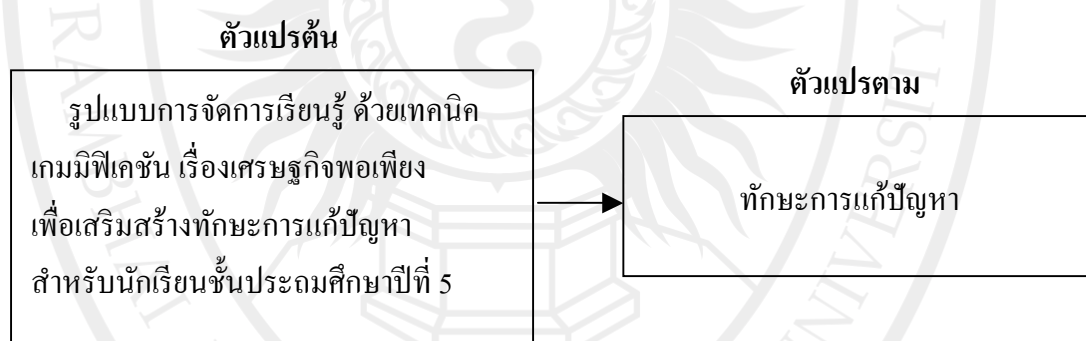 ตัวแปรต้น
รูปแบบการจัดการเรียนรู้ ด้วยเทคนิค
เกมมิฟิเคชัน เรื่องเศรษฐกิจพอเพียง
เพื่อเสริมสร้างทักษะการแก้ปัญหา
สำหรับนักเรียนชั้นประถมศึกษาปีที่ 5
ตัวแปรตาม
ทักษะการแก้ปัญหา